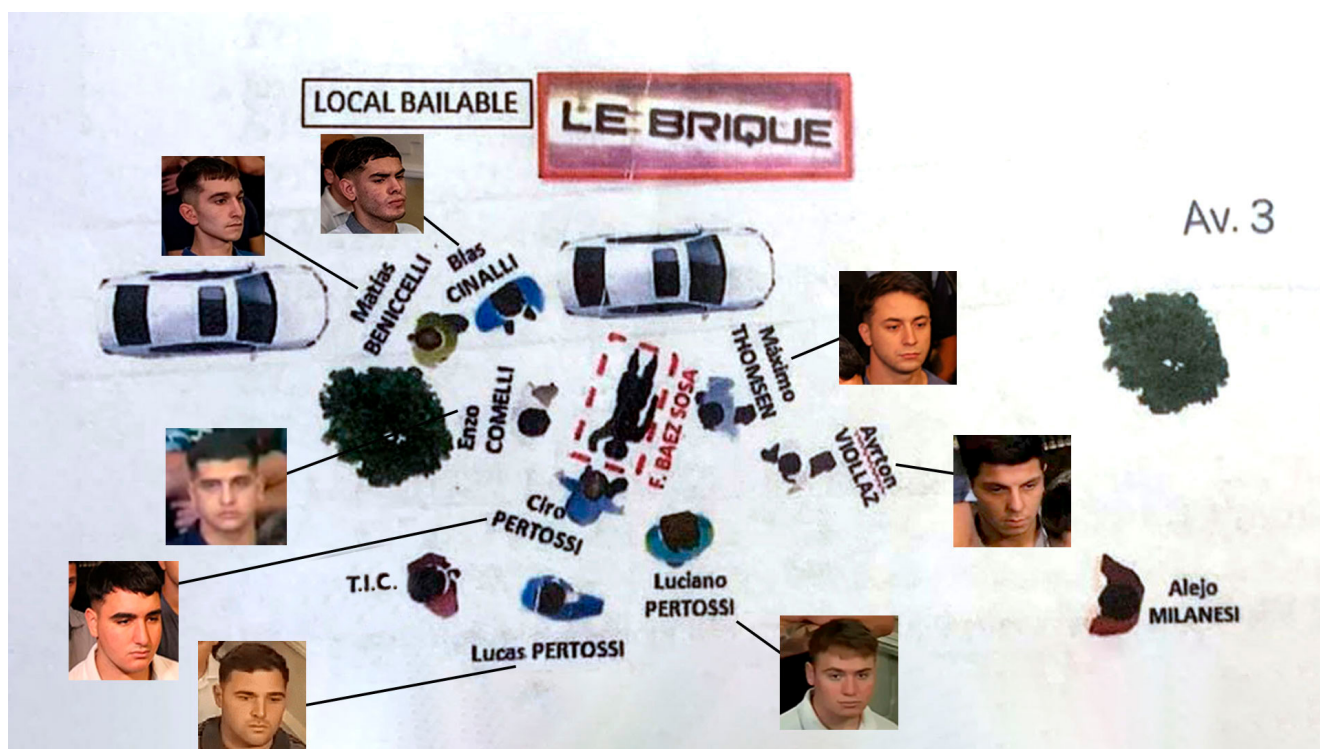 LOCAL BAILABLE
LE BRIQUE
Av. 3
Matías
BENICCELLI
Blas
CINALLI
Máximo
THOMSEN
Enzo
COMELLI
F. BAEZ SOSA
Ayrton
VIOLLAZ
Ciro
PERTOSSI
T.I.C.
Luciano
PERTOSSI
Alejo
MILANESI
Lucas PERTOSSI